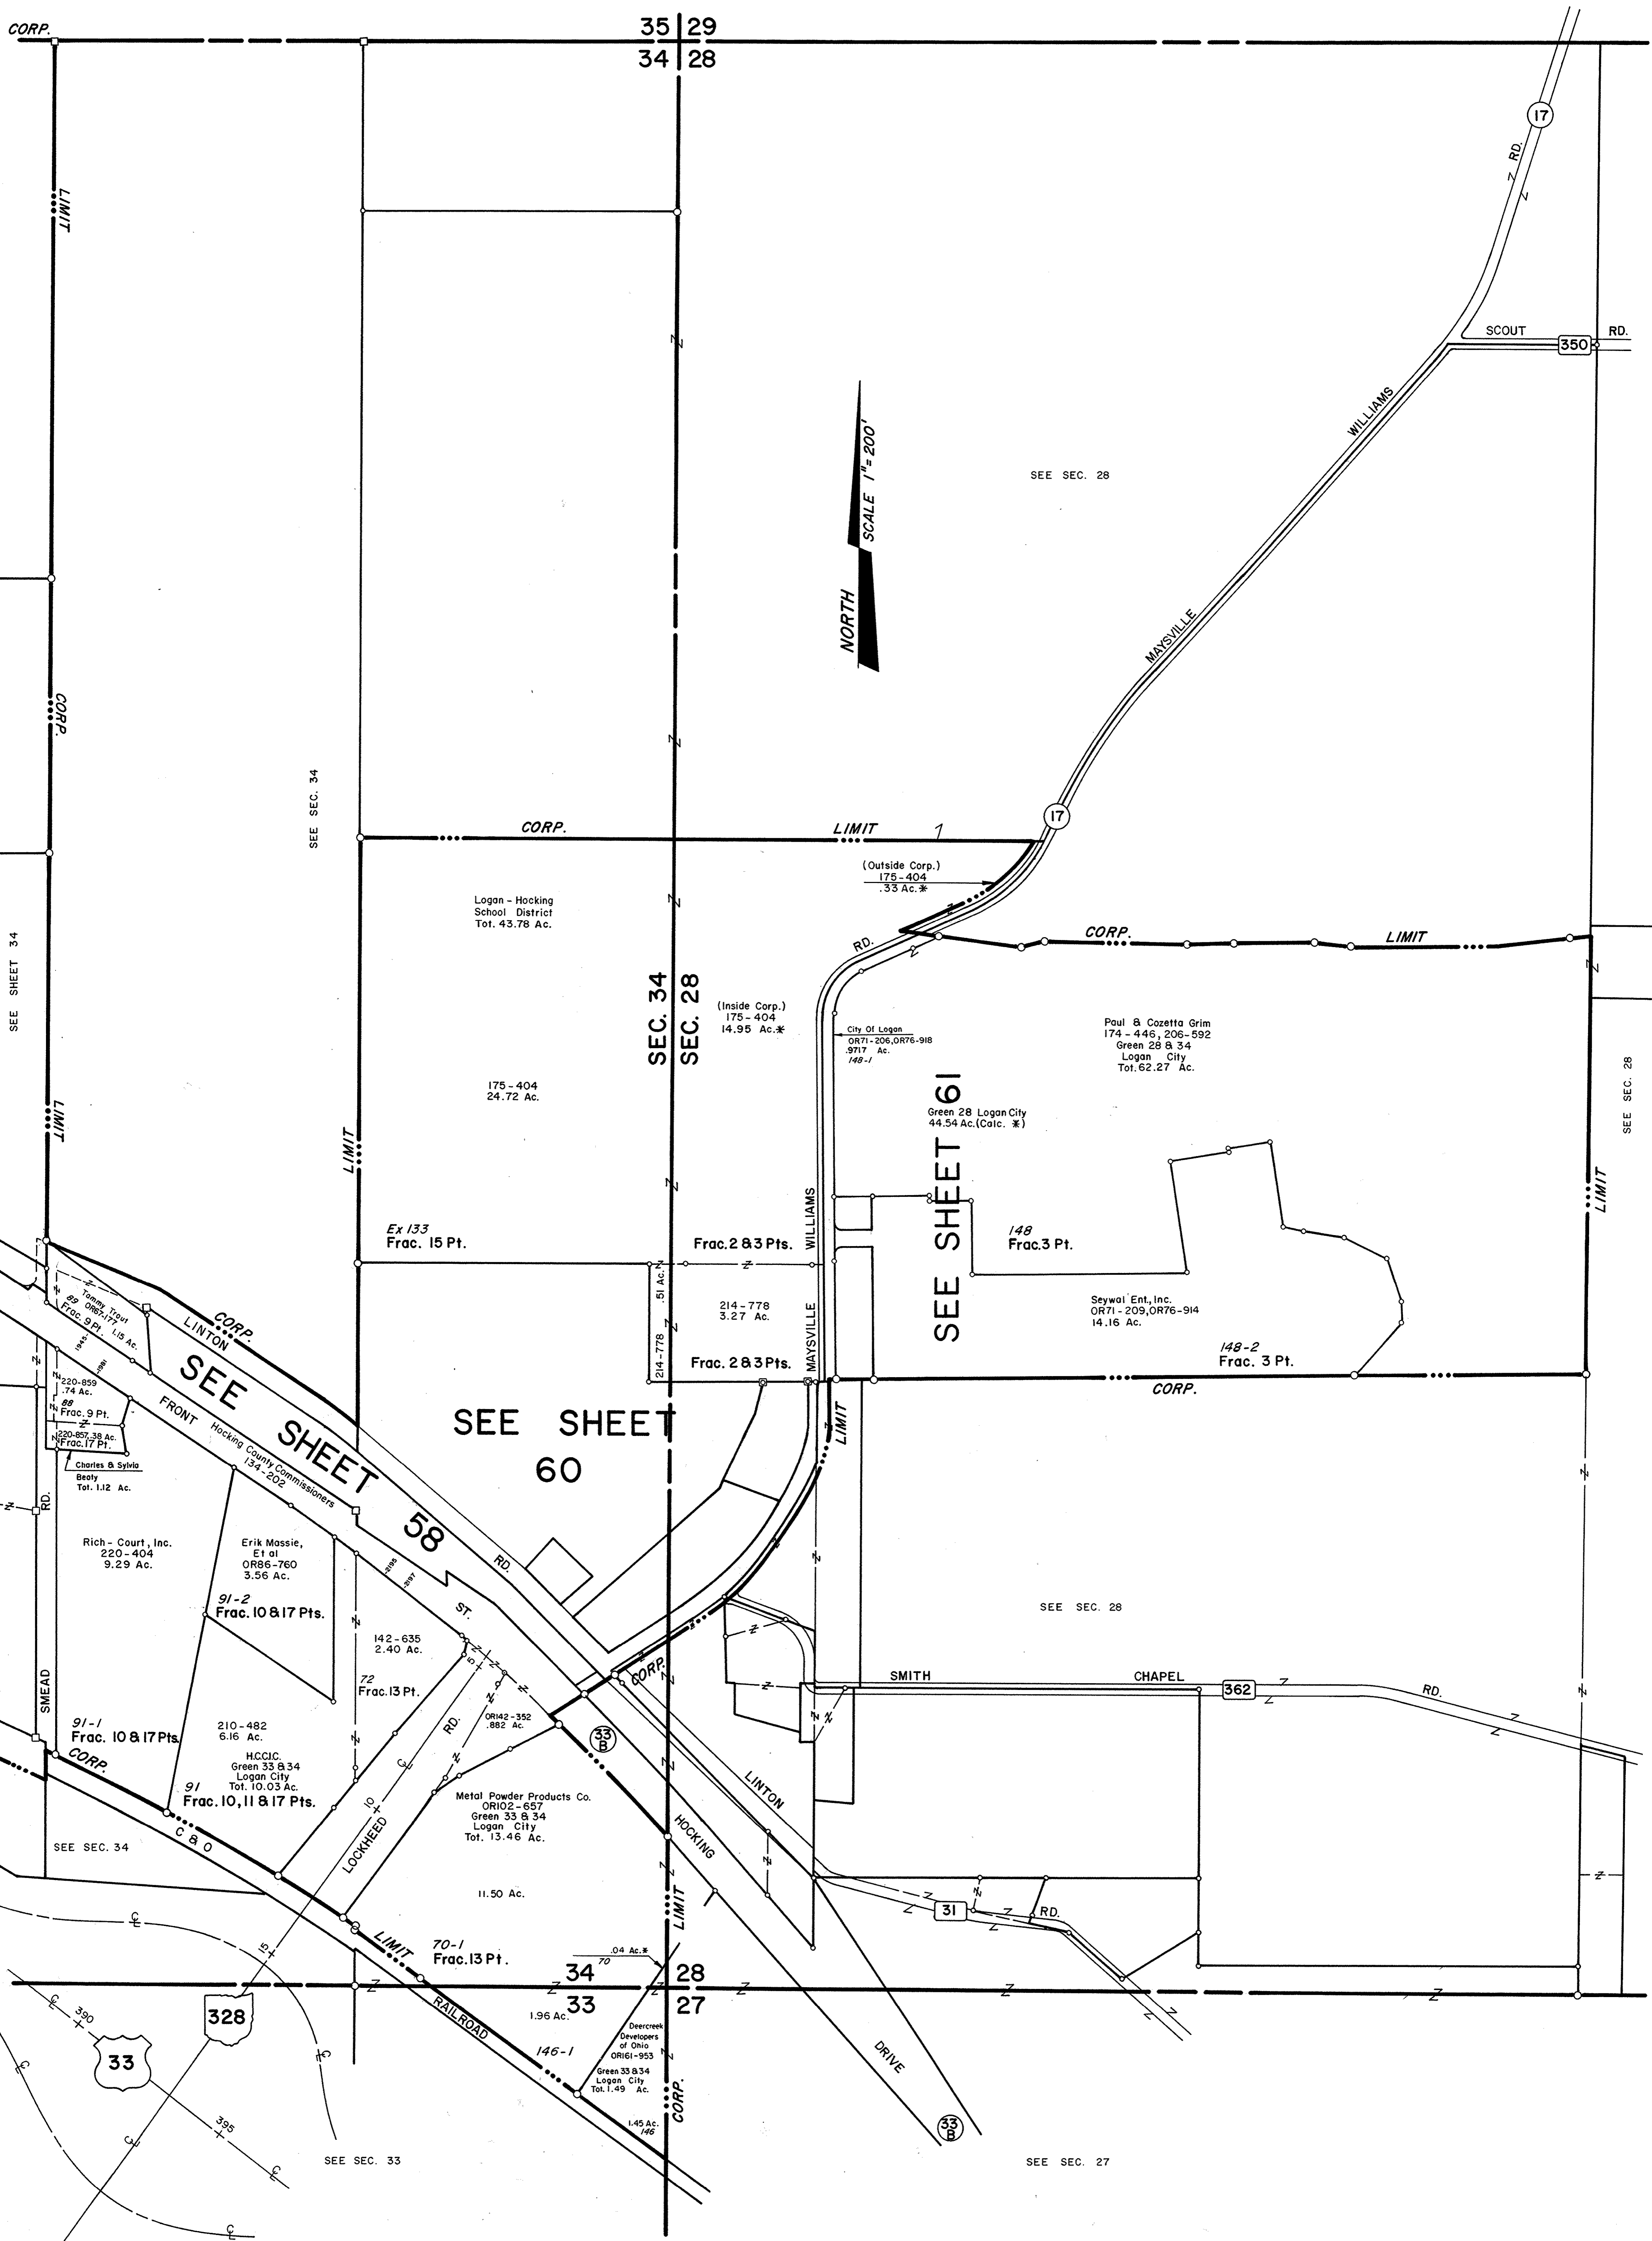 CORP.
35 29
34 28
17
RD.
LIMIT
SCOUT RD.
350
WILLIAMS
SCALE 1"=200'
NORTH
SEE SEC. 28
MAYSVILLE
CORP.
SEE SEC. 34
17
CORP. LIMIT
(Outside Corp.)
175-404
.33 Ac.*
Logan - Hocking
School District
Tot. 43.78 Ac.
RD.
CORP. LIMIT
SEE SHEET 34
SEC. 34
SEC. 28
(Inside Corp.)
175-404
14.95 Ac.*
City Of Logan
OR71-206,OR76-918
.9717 Ac.
148-1
Paul & Cozetta Grim
174-446, 206-592
Green 28 & 34
Logan City
Tot. 62.27 Ac.
SEE SEC. 28
175-404
24.72 Ac.
SEE SHEET 61
Green 28 Logan City
44.54 Ac.(Calc. *)
LIMIT
LIMIT
LIMIT
Ex 133
Frac. 15 Pt.
Frac. 2 & 3 Pts.
WILLIAMS
148
Frac. 3 Pt.
.51 Ac.
214-778
214-778
3.27 Ac.
Frac. 2 & 3 Pts.
MAYSVILLE
Seywal Ent., Inc.
OR71-209,OR76-914
14.16 Ac.
148-2
Frac. 3 Pt.
CORP.
LIMIT
Tammy Trout
OR67-177
89
Frac. 9 Pt. 1.15 Ac.
1945
1981
CORP.
LINTON
SEE SHEET 58
SEE SHEET
60
220-859
.74 Ac.
88
Frac. 9 Pt.
220-857 .38 Ac.
Frac. 17 Pt.
Charles & Sylvia
Beaty
Tot. 1.12 Ac.
FRONT
Hocking County Commissioners
134-202
RD.
Rich - Court, Inc.
220-404
9.29 Ac.
Erik Massie,
Et al
OR86-760
3.56 Ac.
91-2
Frac. 10 & 17 Pts.
2195
2197
RD.
ST.
142-635
2.40 Ac.
72
Frac. 13 Pt.
SEE SEC. 28
SMITH CHAPEL
362
RD.
CORP.
SMEAD
91-1
Frac. 10 & 17 Pts.
210-482
6.16 Ac.
H.C.C.I.C.
Green 33 & 34
Logan City
Tot. 10.03 Ac.
91
Frac. 10, 11 & 17 Pts.
5
RD.
OR142-352
.882 Ac.
33
B
CORP.
LINTON
C & O
SEE SEC. 34
10
LOCKHEED
Metal Powder Products Co.
OR102-657
Green 33 & 34
Logan City
Tot. 13.46 Ac.
HOCKING
11.50 Ac.
LIMIT
31
RD.
15
LIMIT
70-1
Frac. 13 Pt.
.04 Ac.*
70
34 28
33 27
328
33
390
395
RAILROAD
1.96 Ac.
146-1
Deercreek
Developers
of Ohio
OR161-953
Green 33 & 34
Logan City
Tot. 1.49 Ac.
1.45 Ac.
146
CORP.
DRIVE
33
B
SEE SEC. 33
SEE SEC. 27